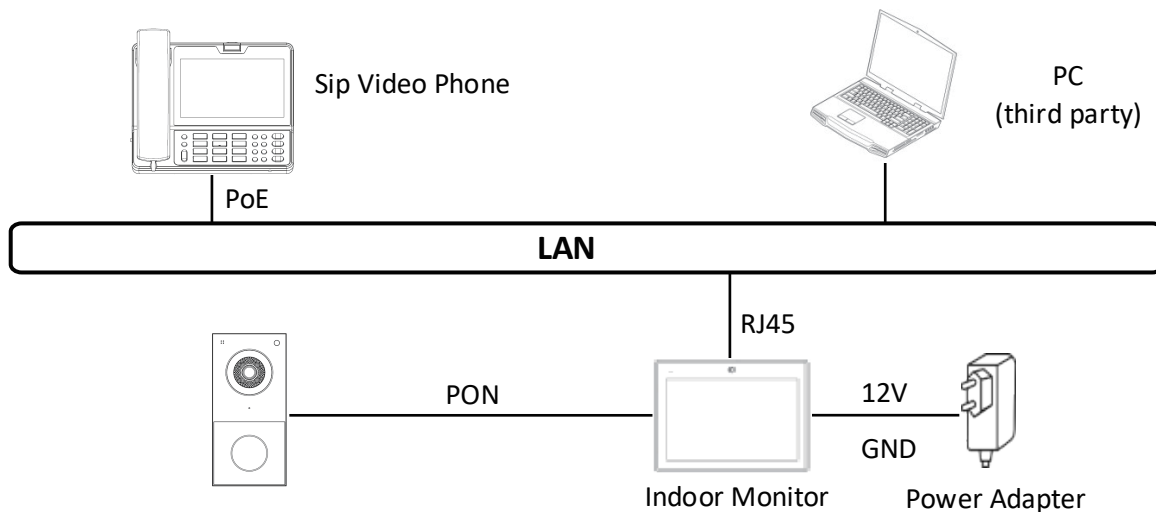 Sip Video Phone
PC
(third party)
PoE
LAN
RJ45
PON
12V
GND
Indoor Monitor
Power Adapter